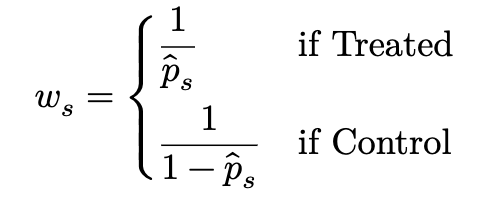 w_s = { 1 / p̂_s if Treated
1 / (1 − p̂_s) if Control